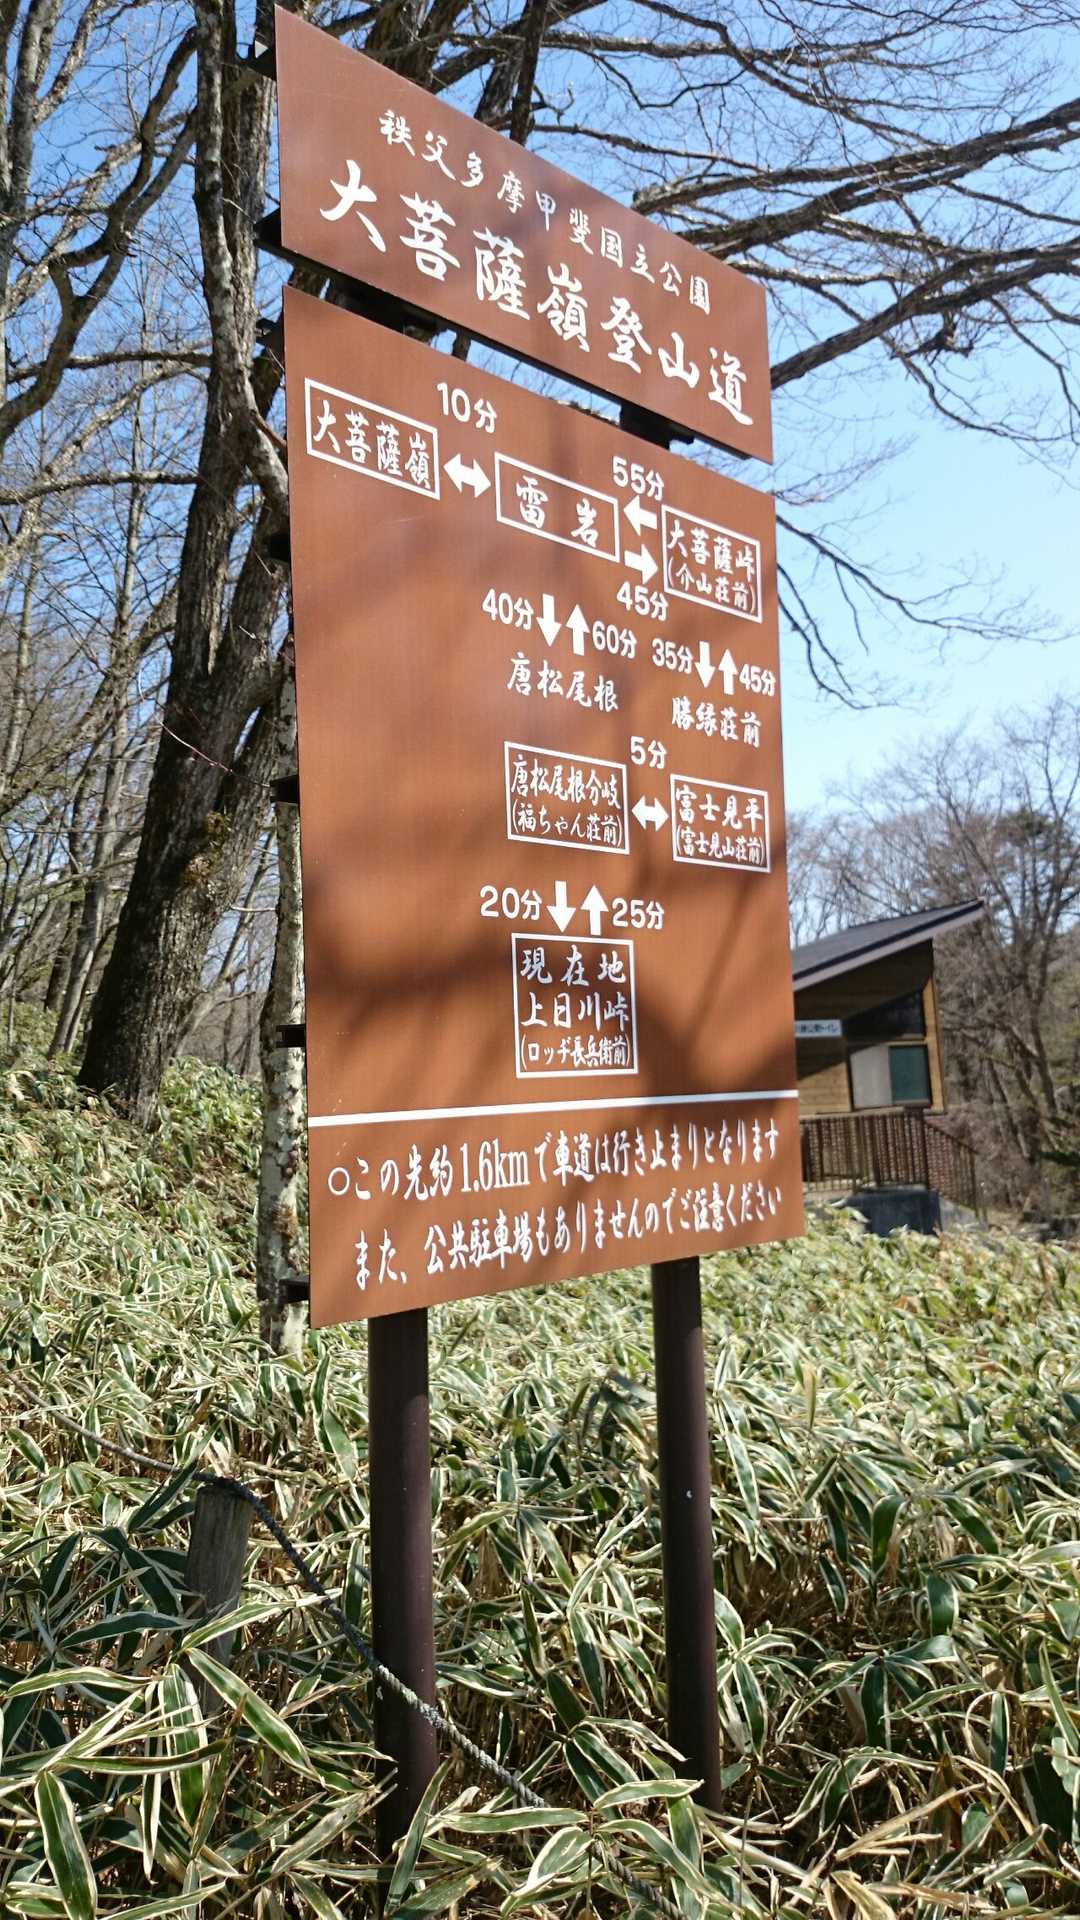 秩父多摩甲斐国立公園
大菩薩嶺登山道
10分
大菩薩嶺
雷岩
55分
大菩薩峠
(介山荘前)
45分
40分
60分
35分
45分
唐松尾根
勝縁荘前
5分
唐松尾根分岐
(福ちゃん荘前)
富士見平
(富士見山荘前)
20分
25分
現在地
上日川峠
(ロッヂ長兵衛前)
○この先約1.6kmで車道は行き止まりとなります
また、公共駐車場もありませんのでご注意ください